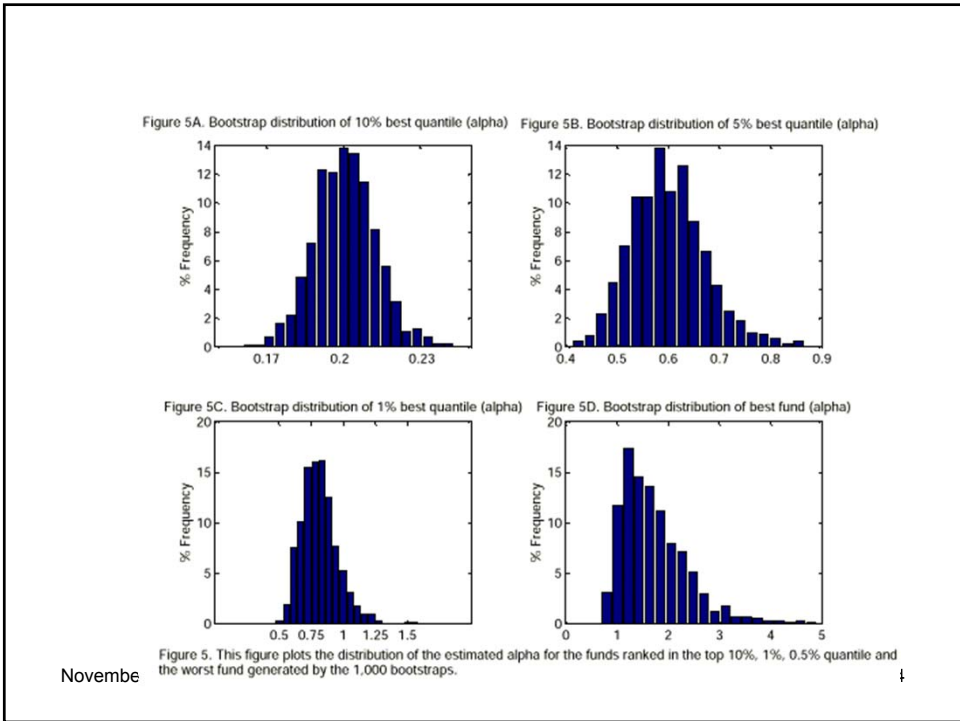 Figure 5A. Bootstrap distribution of 10% best quantile (alpha)
14
12
10
8
6
4
2
0
% Frequency
0.17 0.2 0.23
Figure 5B. Bootstrap distribution of 5% best quantile (alpha)
14
12
10
8
6
4
2
0
% Frequency
0.4 0.5 0.6 0.7 0.8 0.9
Figure 5C. Bootstrap distribution of 1% best quantile (alpha)
20
15
10
5
0
% Frequency
0.5 0.75 1 1.25 1.5
Figure 5D. Bootstrap distribution of best fund (alpha)
20
15
10
5
0
% Frequency
0 1 2 3 4 5
Figure 5. This figure plots the distribution of the estimated alpha for the funds ranked in the top 10%, 1%, 0.5% quantile and
the worst fund generated by the 1,000 bootstraps.
Novembe